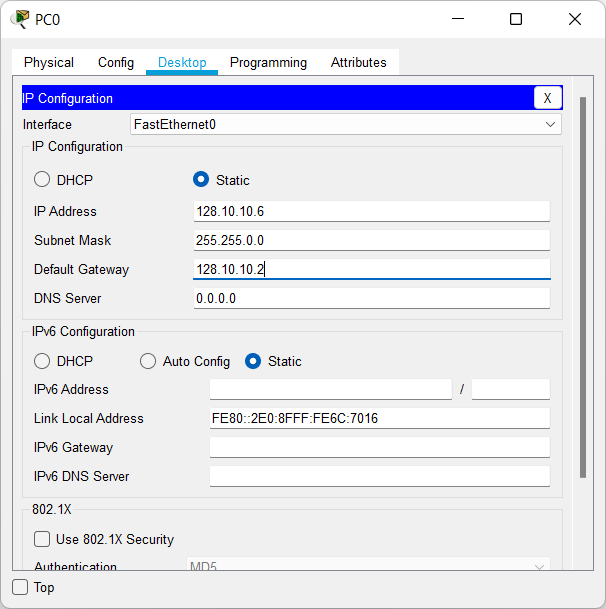 PC0
Physical Config Desktop Programming Attributes
IP Configuration X
Interface FastEthernet0
IP Configuration
DHCP Static
IP Address 128.10.10.6
Subnet Mask 255.255.0.0
Default Gateway 128.10.10.2
DNS Server 0.0.0.0
IPv6 Configuration
DHCP Auto Config Static
IPv6 Address /
Link Local Address FE80::2E0:8FFF:FE6C:7016
IPv6 Gateway
IPv6 DNS Server
802.1X
Use 802.1X Security
Authentication MD5
Top